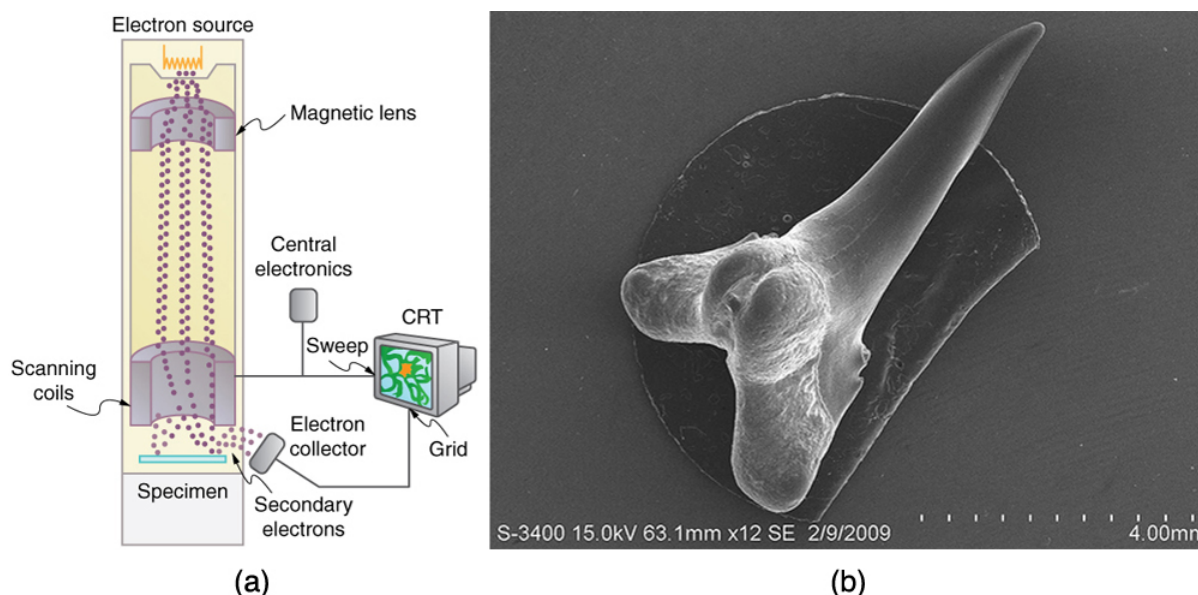 Electron source
Magnetic lens
Central
electronics
CRT
Sweep
Scanning
coils
Electron
collector
Grid
Specimen
Secondary
electrons
S-3400 15.0kV 63.1mm x12 SE 2/9/2009
4.00mm
(a)
(b)